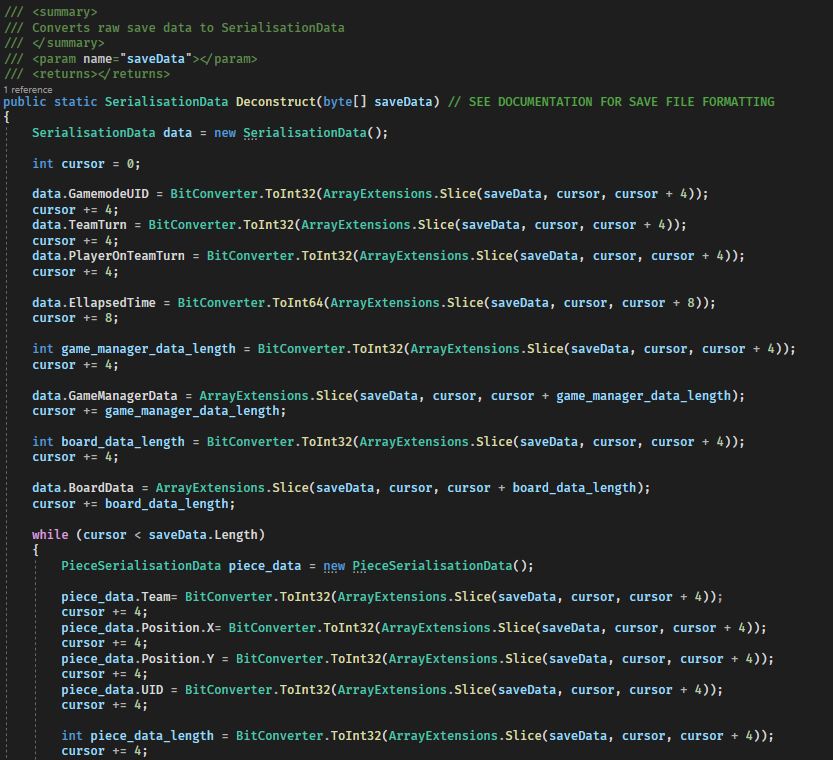 /// <summary>
/// Converts raw save data to SerialisationData
/// </summary>
/// <param name="saveData"></param>
/// <returns></returns>
1 reference
public static SerialisationData Deconstruct(byte[] saveData) // SEE DOCUMENTATION FOR SAVE FILE FORMATTING
{
SerialisationData data = new SerialisationData();
int cursor = 0;
data.GamemodeUID = BitConverter.ToInt32(ArrayExtensions.Slice(saveData, cursor, cursor + 4));
cursor += 4;
data.TeamTurn = BitConverter.ToInt32(ArrayExtensions.Slice(saveData, cursor, cursor + 4));
cursor += 4;
data.PlayerOnTeamTurn = BitConverter.ToInt32(ArrayExtensions.Slice(saveData, cursor, cursor + 4));
cursor += 4;
data.EllapsedTime = BitConverter.ToInt64(ArrayExtensions.Slice(saveData, cursor, cursor + 8));
cursor += 8;
int game_manager_data_length = BitConverter.ToInt32(ArrayExtensions.Slice(saveData, cursor, cursor + 4));
cursor += 4;
data.GameManagerData = ArrayExtensions.Slice(saveData, cursor, cursor + game_manager_data_length);
cursor += game_manager_data_length;
int board_data_length = BitConverter.ToInt32(ArrayExtensions.Slice(saveData, cursor, cursor + 4));
cursor += 4;
data.BoardData = ArrayExtensions.Slice(saveData, cursor, cursor + board_data_length);
cursor += board_data_length;
while (cursor < saveData.Length)
{
PieceSerialisationData piece_data = new PieceSerialisationData();
piece_data.Team= BitConverter.ToInt32(ArrayExtensions.Slice(saveData, cursor, cursor + 4));
cursor += 4;
piece_data.Position.X= BitConverter.ToInt32(ArrayExtensions.Slice(saveData, cursor, cursor + 4));
cursor += 4;
piece_data.Position.Y = BitConverter.ToInt32(ArrayExtensions.Slice(saveData, cursor, cursor + 4));
cursor += 4;
piece_data.UID = BitConverter.ToInt32(ArrayExtensions.Slice(saveData, cursor, cursor + 4));
cursor += 4;
int piece_data_length = BitConverter.ToInt32(ArrayExtensions.Slice(saveData, cursor, cursor + 4));
cursor += 4;